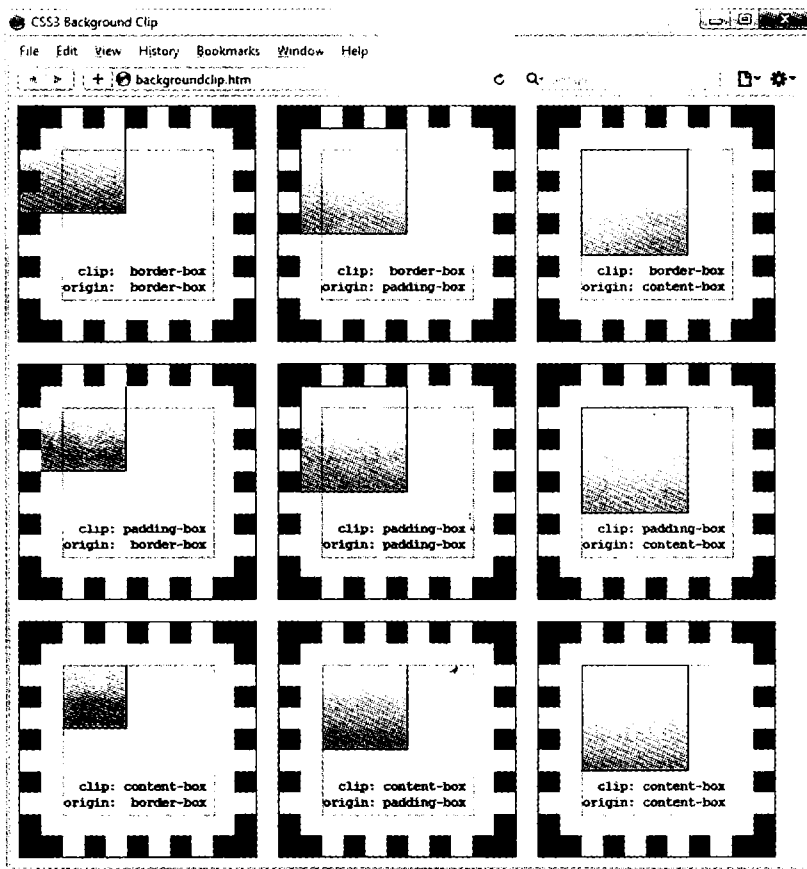 CSS3 Background Clip
File Edit View History Bookmarks Window Help
backgroundclip.htm
clip: border-box
origin: border-box
clip: border-box
origin: padding-box
clip: border-box
origin: content-box
clip: padding-box
origin: border-box
clip: padding-box
origin: padding-box
clip: padding-box
origin: content-box
clip: content-box
origin: border-box
clip: content-box
origin: padding-box
clip: content-box
origin: content-box